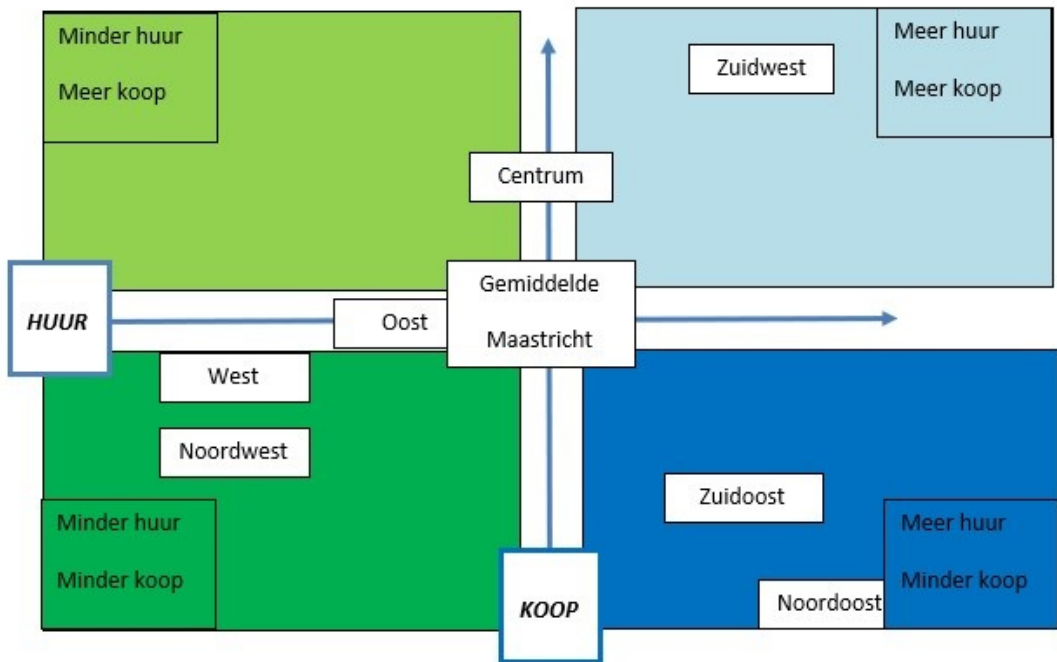 Minder huur
Meer koop
Zuidwest
Meer huur
Meer koop
Centrum
HUUR
Oost
Gemiddelde
Maastricht
West
Noordwest
Minder huur
Minder koop
Zuidoost
Meer huur
Minder koop
Noordoost
KOOP